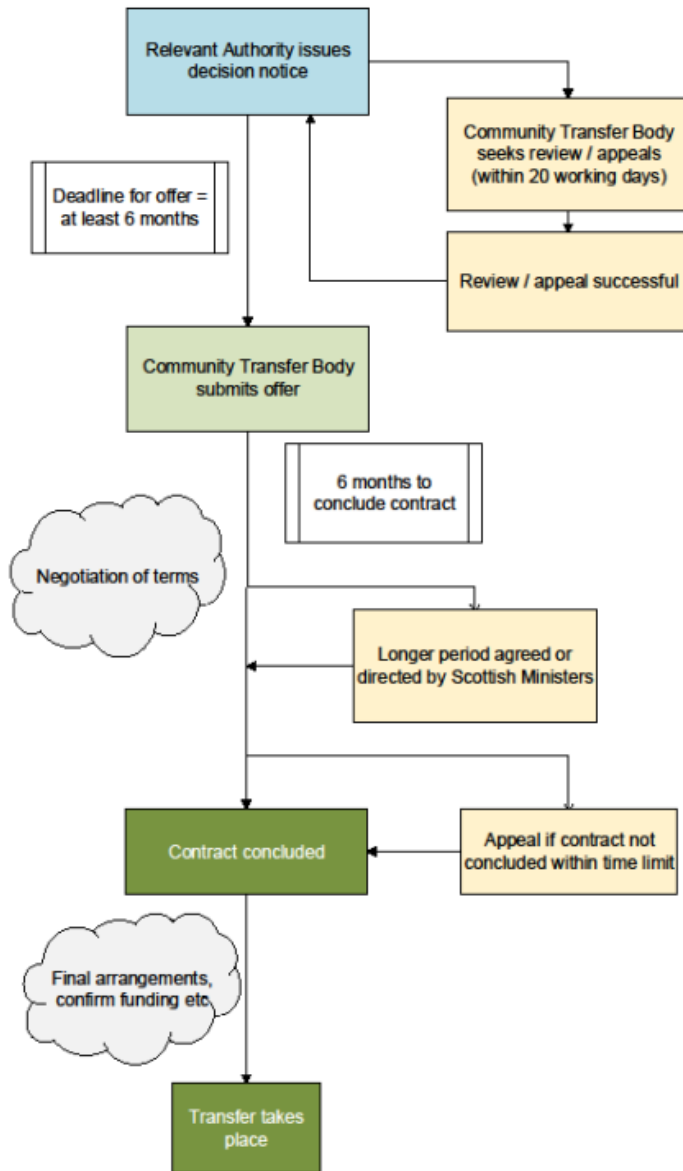 Relevant Authority issues
decision notice
Community Transfer Body
seeks review / appeals
(within 20 working days)
Deadline for offer =
at least 6 months
Review / appeal successful
Community Transfer Body
submits offer
6 months to
conclude contract
Negotiation of terms
Longer period agreed or
directed by Scottish Ministers
Contract concluded
Appeal if contract not
concluded within time limit
Final arrangements,
confirm funding etc
Transfer takes
place